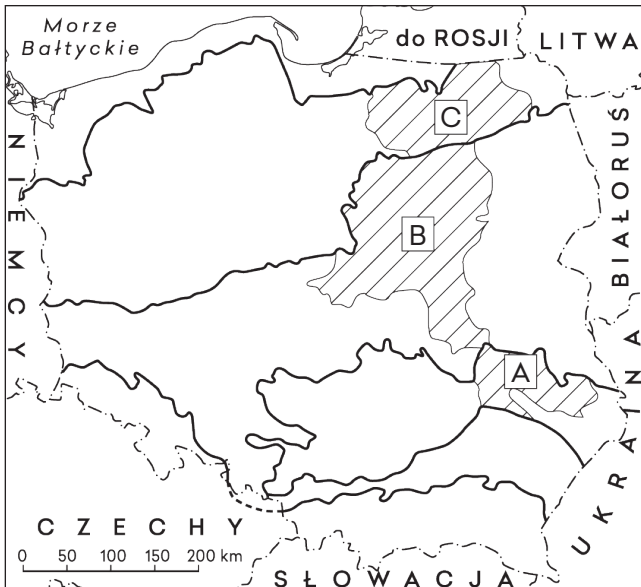 Morze
Bałtyckie
do ROSJI
LITWA
NIEMCY
BIAŁORUŚ
C
B
A
UKRAINA
CZECHY
0 50 100 150 200 km
SŁOWACJA